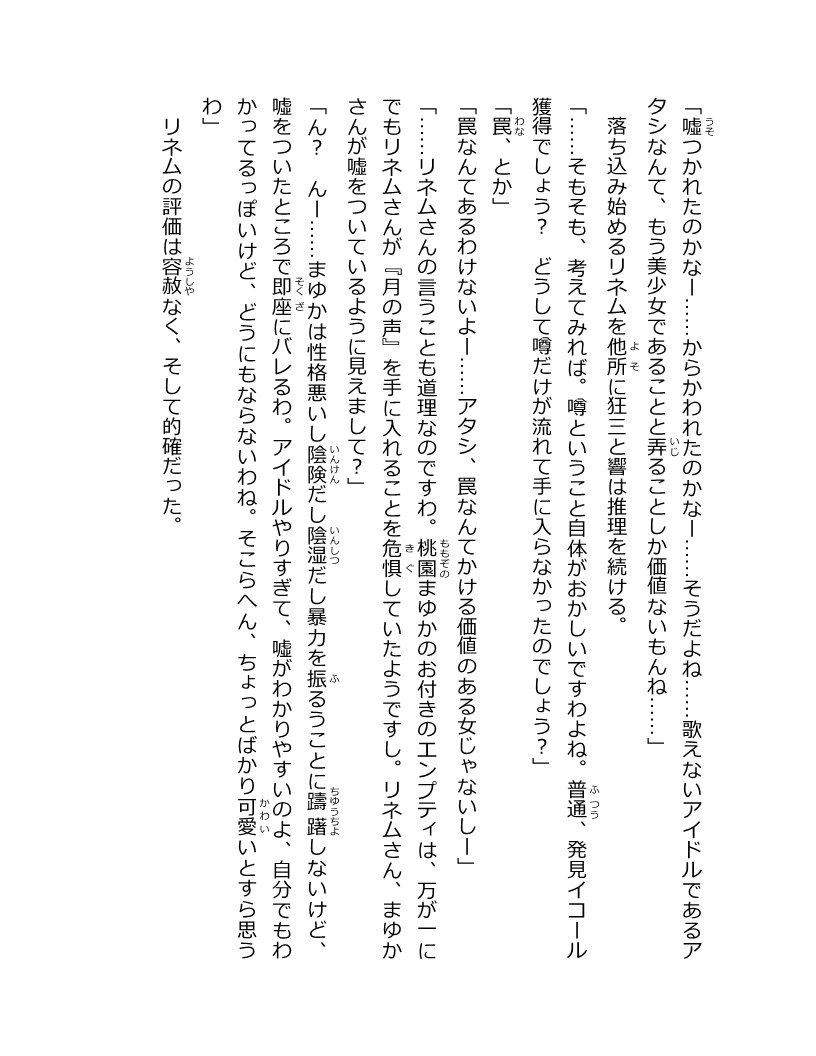 「嘘つかれたのかなー……からかわれたのかなー……そうだよね……歌えないアイドルであるア
タシなんて、もう美少女であることと弄ることしか価値ないもんね……」
　落ち込み始めるリネムを他所に狂三と響は推理を続ける。
「……そもそも、考えてみれば。噂ということ自体がおかしいですわよね。普通、発見イコール
獲得でしょう？　どうして噂だけが流れて手に入らなかったのでしょう？」
「罠、とか」
「罠なんてあるわけないよー……アタシ、罠なんてかける価値のある女じゃないしー」
「……リネムさんの言うことも道理なのですわ。桃園まゆかのお付きのエンプティは、万が一に
でもリネムさんが『月の声』を手に入れることを危惧していたようですし。リネムさん、まゆか
さんが嘘をついているように見えまして？」
「ん？　んー……まゆかは性格悪いし陰険だし陰湿だし暴力を振るうことに躊躇しないけど、
嘘をついたところで即座にバレるわ。アイドルやりすぎて、嘘がわかりやすいのよ、自分でもわ
かってるっぽいけど、どうにもならないわね。そこらへん、ちょっとばかり可愛いとすら思う
わ」
　リネムの評価は容赦なく、そして的確だった。